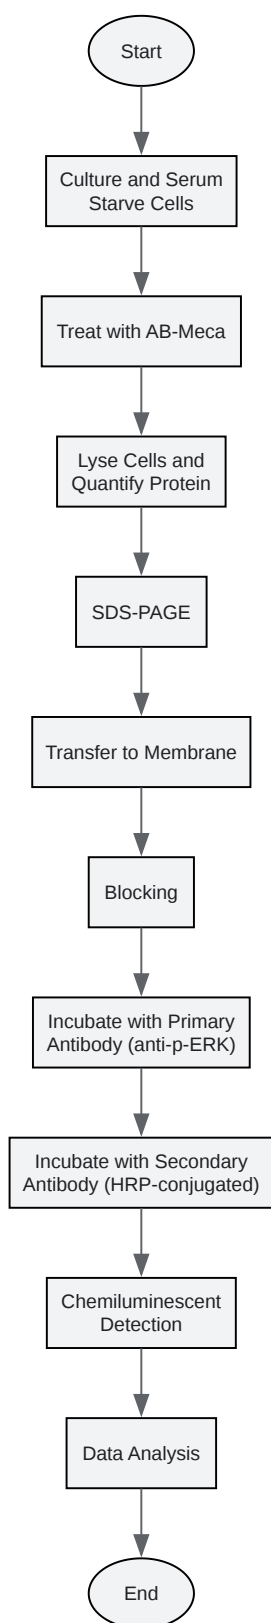 Start
Culture and Serum
Starve Cells
Treat with AB-Meca
Lyse Cells and
Quantify Protein
SDS-PAGE
Transfer to Membrane
Blocking
Incubate with Primary
Antibody (anti-p-ERK)
Incubate with Secondary
Antibody (HRP-conjugated)
Chemiluminescent
Detection
Data Analysis
End